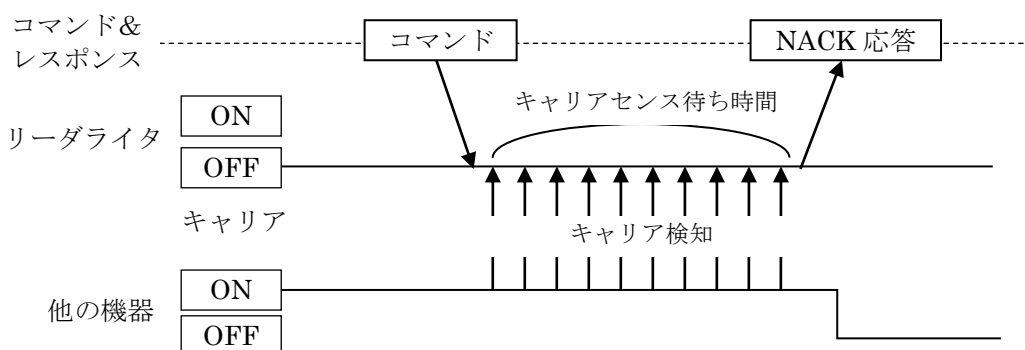 コマンド&
レスポンス
コマンド
NACK 応答
キャリアセンス待ち時間
リーダライタ
ON
OFF
キャリア
キャリア検知
他の機器
ON
OFF